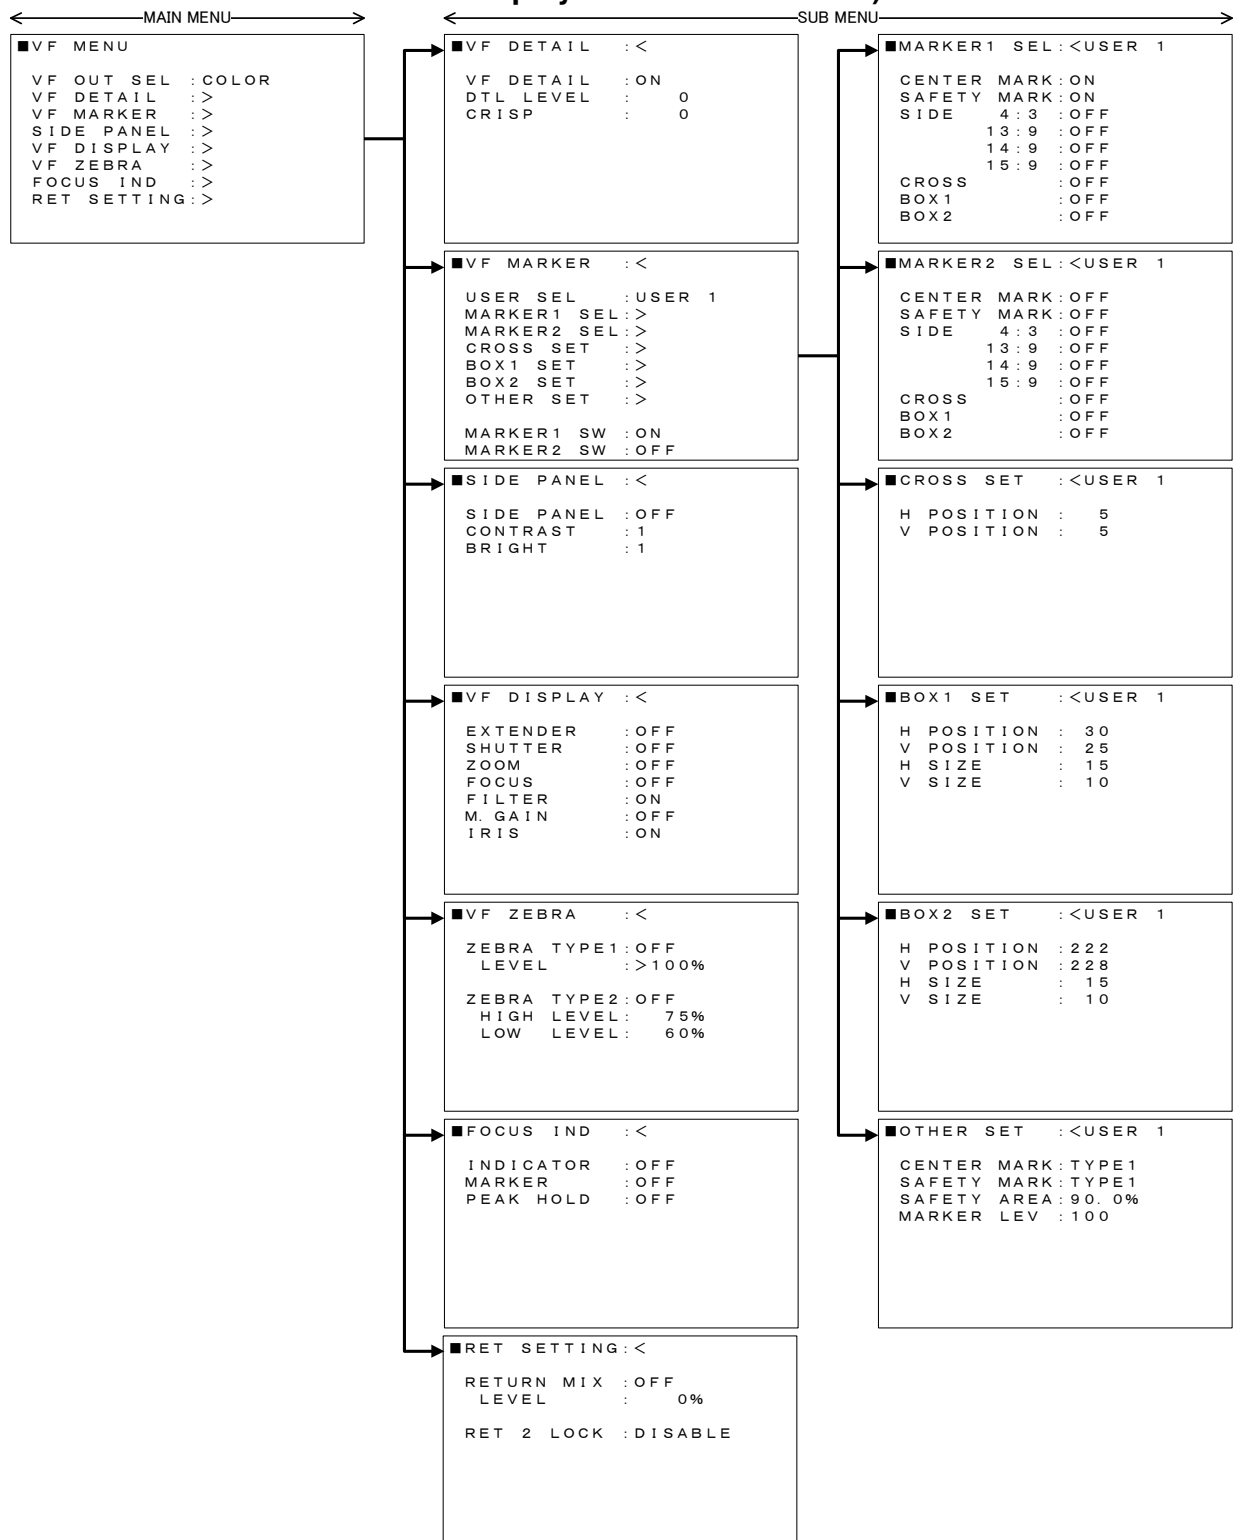 play
)
MAIN MENU
SUB MENU
■VF MENU
VF OUT SEL :COLOR
VF DETAIL :>
VF MARKER :>
SIDE PANEL :>
VF DISPLAY :>
VF ZEBRA :>
FOCUS IND :>
RET SETTING:>
■VF DETAIL :<
VF DETAIL :ON
DTL LEVEL : 0
CRISP : 0
■VF MARKER :<
USER SEL :USER 1
MARKER1 SEL:>
MARKER2 SEL:>
CROSS SET :>
BOX1 SET :>
BOX2 SET :>
OTHER SET :>
MARKER1 SW :ON
MARKER2 SW :OFF
■SIDE PANEL :<
SIDE PANEL :OFF
CONTRAST :1
BRIGHT :1
■VF DISPLAY :<
EXTENDER :OFF
SHUTTER :OFF
ZOOM :OFF
FOCUS :OFF
FILTER :ON
M.GAIN :OFF
IRIS :ON
■VF ZEBRA :<
ZEBRA TYPE1:OFF
LEVEL :>100%
ZEBRA TYPE2:OFF
HIGH LEVEL: 75%
LOW LEVEL: 60%
■FOCUS IND :<
INDICATOR :OFF
MARKER :OFF
PEAK HOLD :OFF
■RET SETTING:<
RETURN MIX :OFF
LEVEL : 0%
RET 2 LOCK :DISABLE
■MARKER1 SEL:<USER 1
CENTER MARK:ON
SAFETY MARK:ON
SIDE 4:3 :OFF
13:9 :OFF
14:9 :OFF
15:9 :OFF
CROSS :OFF
BOX1 :OFF
BOX2 :OFF
■MARKER2 SEL:<USER 1
CENTER MARK:OFF
SAFETY MARK:OFF
SIDE 4:3 :OFF
13:9 :OFF
14:9 :OFF
15:9 :OFF
CROSS :OFF
BOX1 :OFF
BOX2 :OFF
■CROSS SET :<USER 1
H POSITION : 5
V POSITION : 5
■BOX1 SET :<USER 1
H POSITION : 30
V POSITION : 25
H SIZE : 15
V SIZE : 10
■BOX2 SET :<USER 1
H POSITION :222
V POSITION :228
H SIZE : 15
V SIZE : 10
■OTHER SET :<USER 1
CENTER MARK:TYPE1
SAFETY MARK:TYPE1
SAFETY AREA:90.0%
MARKER LEV :100